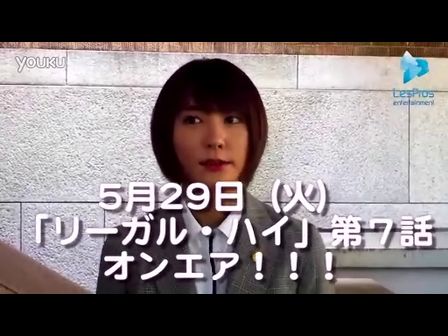 YOUKU
LesPros
entertainment
5月29日（火）
「リーガル・ハイ」第７話
オンエア！！！